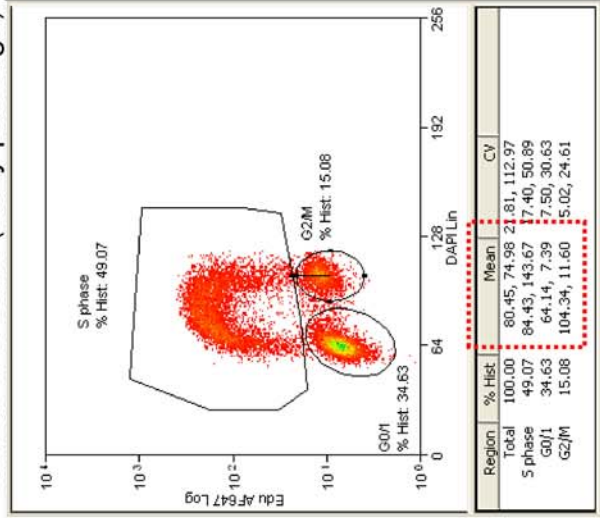 10⁴
10³
10²
10¹
10⁰
Edu AF647 Log
S phase
% Hist: 49.07
G2/M
% Hist: 15.08
G0/1
% Hist: 34.63
0
64
128
192
256
DAPI Lin
Region % Hist Mean CV
Total 100.00 80.45, 74.98 21.81, 112.97
S phase 49.07 84.43, 143.67 17.40, 50.89
G0/1 34.63 64.14, 7.39 7.50, 30.63
G2/M 15.08 104.34, 11.60 5.02, 24.61